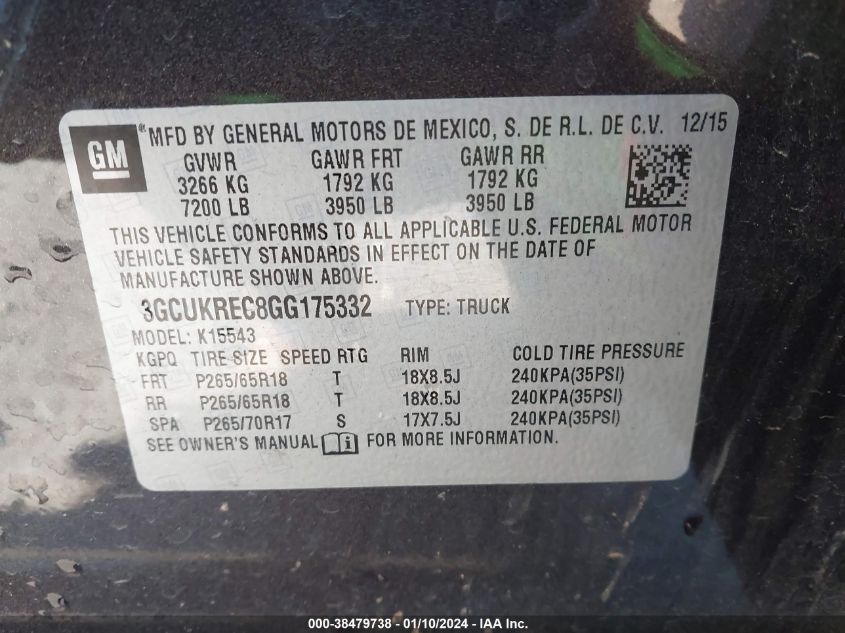 GM ® MFD BY GENERAL MOTORS DE MEXICO, S. DE R.L. DE C.V. 12/15
GVWR GAWR FRT GAWR RR
3266 KG 1792 KG 1792 KG
7200 LB 3950 LB 3950 LB
THIS VEHICLE CONFORMS TO ALL APPLICABLE U.S. FEDERAL MOTOR
VEHICLE SAFETY STANDARDS IN EFFECT ON THE DATE OF
MANUFACTURE SHOWN ABOVE.
3GCUKREC8GG175332 TYPE: TRUCK
MODEL: K15543
KGPQ TIRE SIZE SPEED RTG RIM COLD TIRE PRESSURE
FRT P265/65R18 T 18X8.5J 240KPA(35PSI)
RR P265/65R18 T 18X8.5J 240KPA(35PSI)
SPA P265/70R17 S 17X7.5J 240KPA(35PSI)
SEE OWNER'S MANUAL FOR MORE INFORMATION.
000-38479738 - 01/10/2024 - IAA Inc.